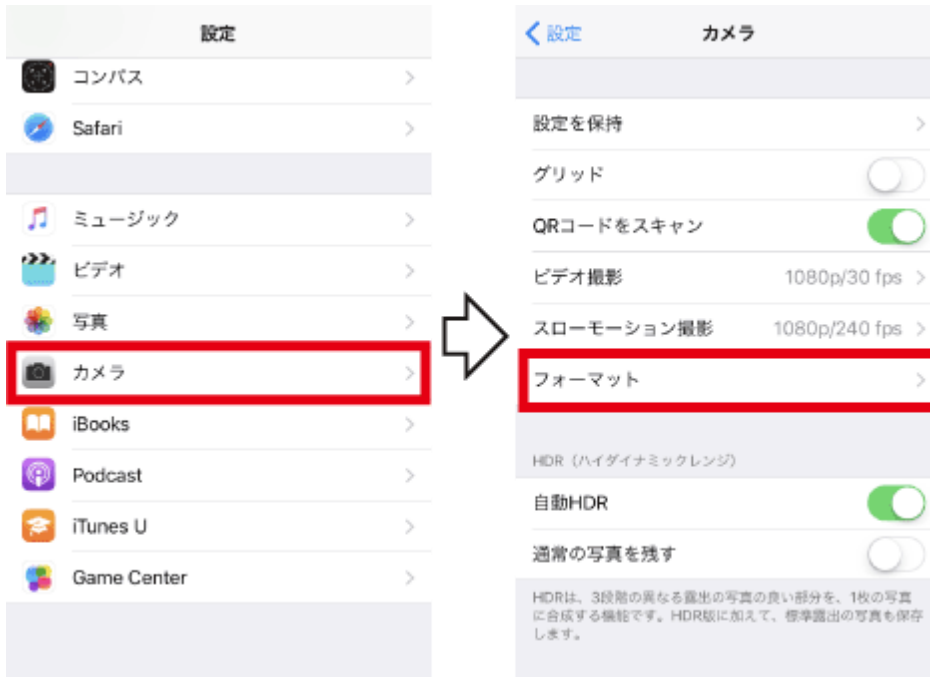 設定
コンパス
Safari
ミュージック
ビデオ
写真
カメラ
iBooks
Podcast
iTunes U
Game Center
設定
カメラ
設定を保持
グリッド
QRコードをスキャン
ビデオ撮影 1080p/30 fps
スローモーション撮影 1080p/240 fps
フォーマット
HDR（ハイダイナミックレンジ）
自動HDR
通常の写真を残す
HDRは、3段階の異なる露出の写真の良い部分を、1枚の写真
に合成する機能です。HDR版に加えて、標準露出の写真も保存
します。